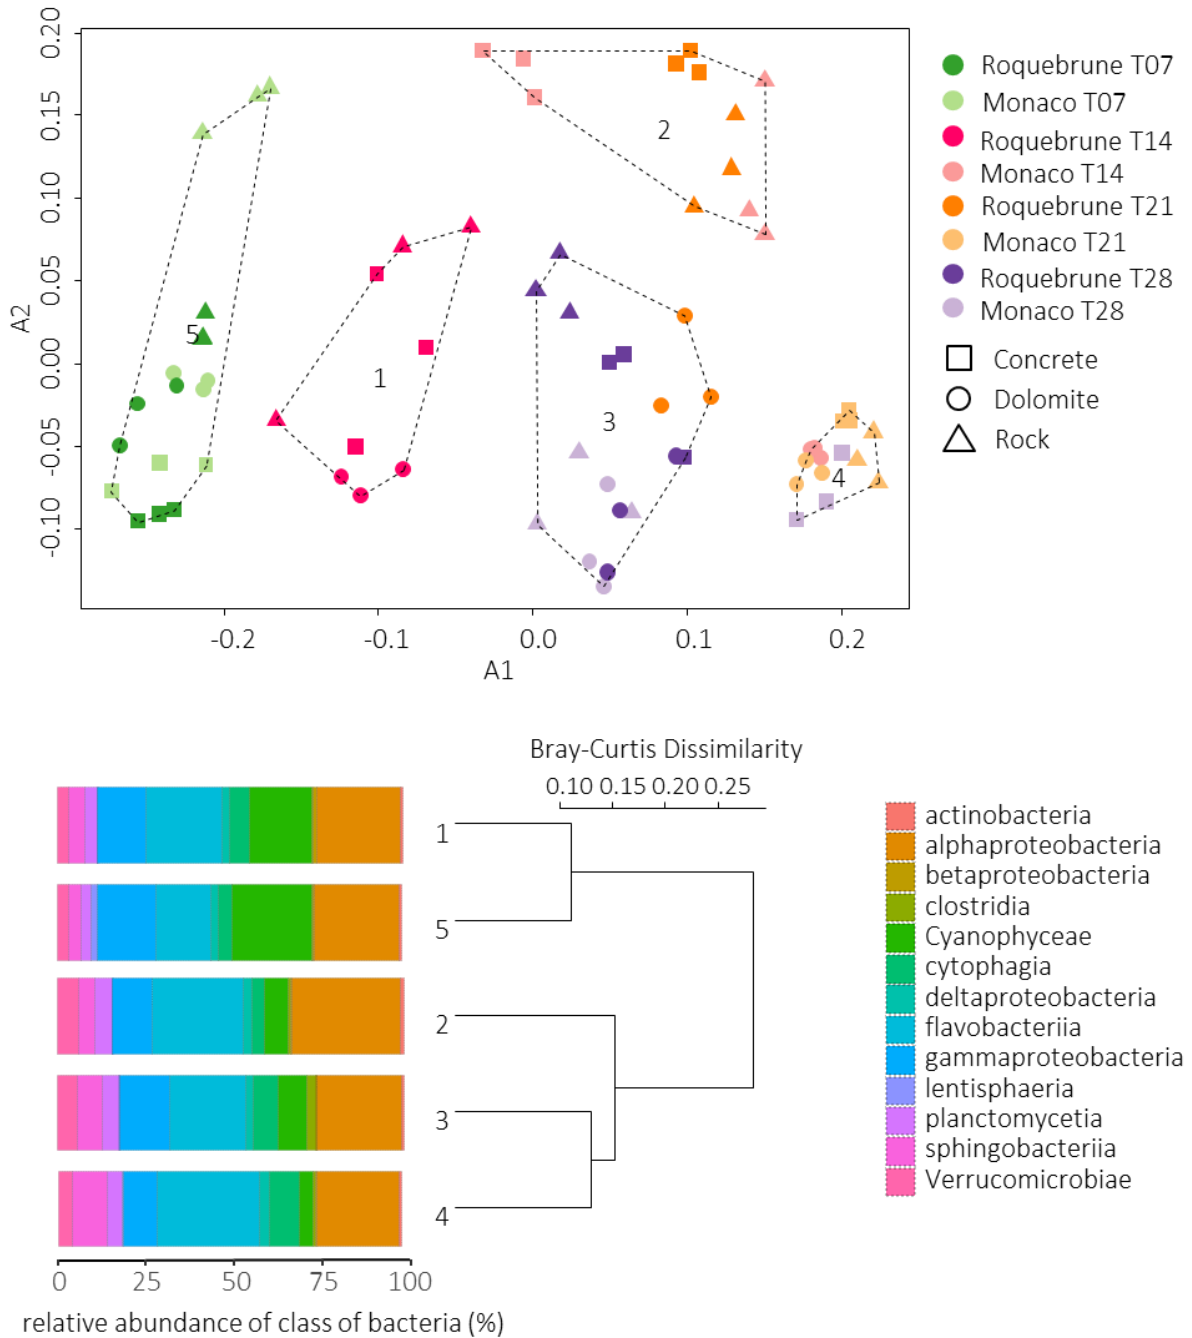 0.20
0.15
0.10
0.05
0.00
-0.05
-0.10
A2
-0.2
-0.1
0.0
0.1
0.2
A1
5
1
2
3
4
Roquebrune T07
Monaco T07
Roquebrune T14
Monaco T14
Roquebrune T21
Monaco T21
Roquebrune T28
Monaco T28
Concrete
Dolomite
Rock
Bray-Curtis Dissimilarity
0.10 0.15 0.20 0.25
1
5
2
3
4
0 25 50 75 100
relative abundance of class of bacteria (%)
actinobacteria
alphaproteobacteria
betaproteobacteria
clostridia
Cyanophyceae
cytophagia
deltaproteobacteria
flavobacteriia
gammaproteobacteria
lentisphaeria
planctomycetia
sphingobacteriia
Verrucomicrobiae